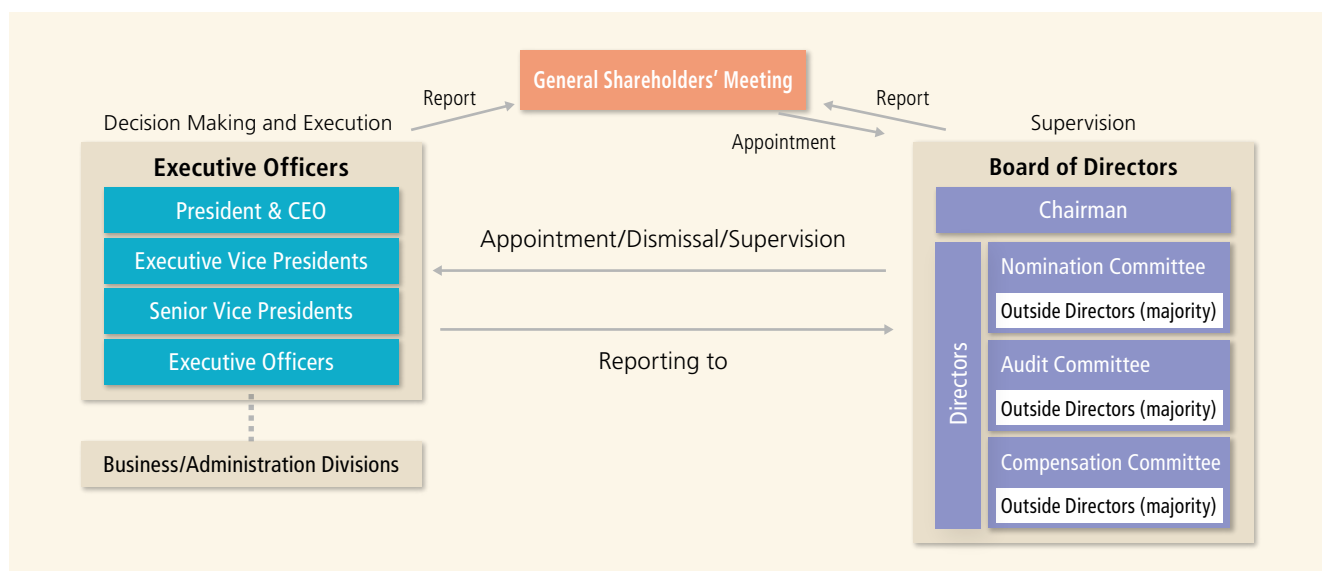 General Shareholders’ Meeting
Report
Report
Decision Making and Execution
Appointment
Supervision
Executive Officers
President & CEO
Executive Vice Presidents
Senior Vice Presidents
Executive Officers
Business/Administration Divisions
Appointment/Dismissal/Supervision
Reporting to
Board of Directors
Chairman
Directors
Nomination Committee
Outside Directors (majority)
Audit Committee
Outside Directors (majority)
Compensation Committee
Outside Directors (majority)